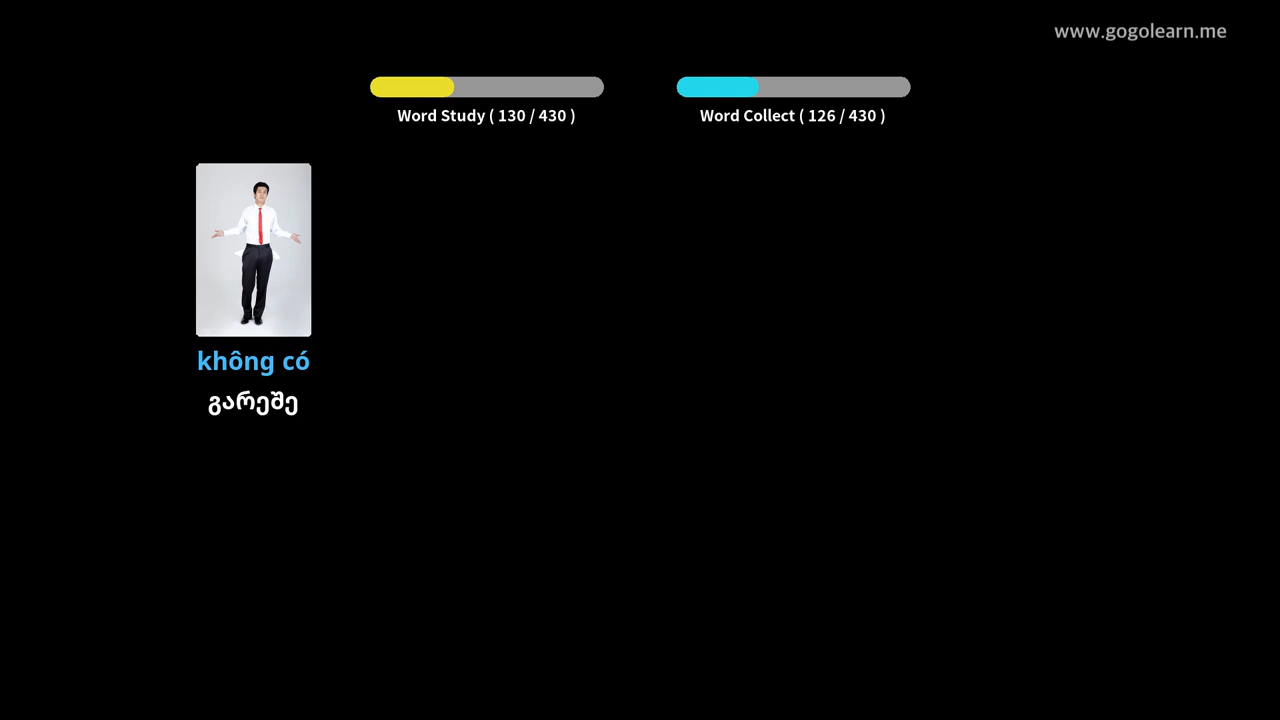 www.gogolearn.me
Word Study ( 130 / 430 )
Word Collect ( 126 / 430 )
không có
გარეშე